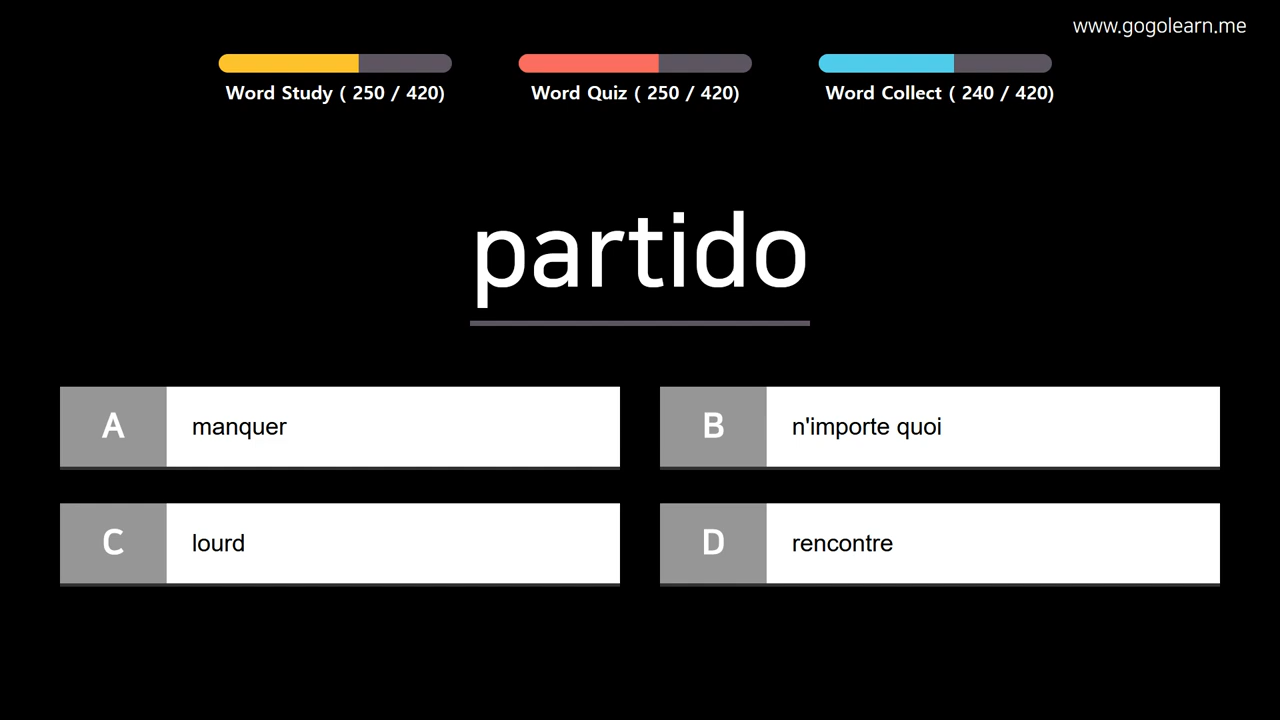 www.gogolearn.me
Word Study ( 250 / 420)
Word Quiz ( 250 / 420)
Word Collect ( 240 / 420)
partido
A
manquer
B
n'importe quoi
C
lourd
D
rencontre